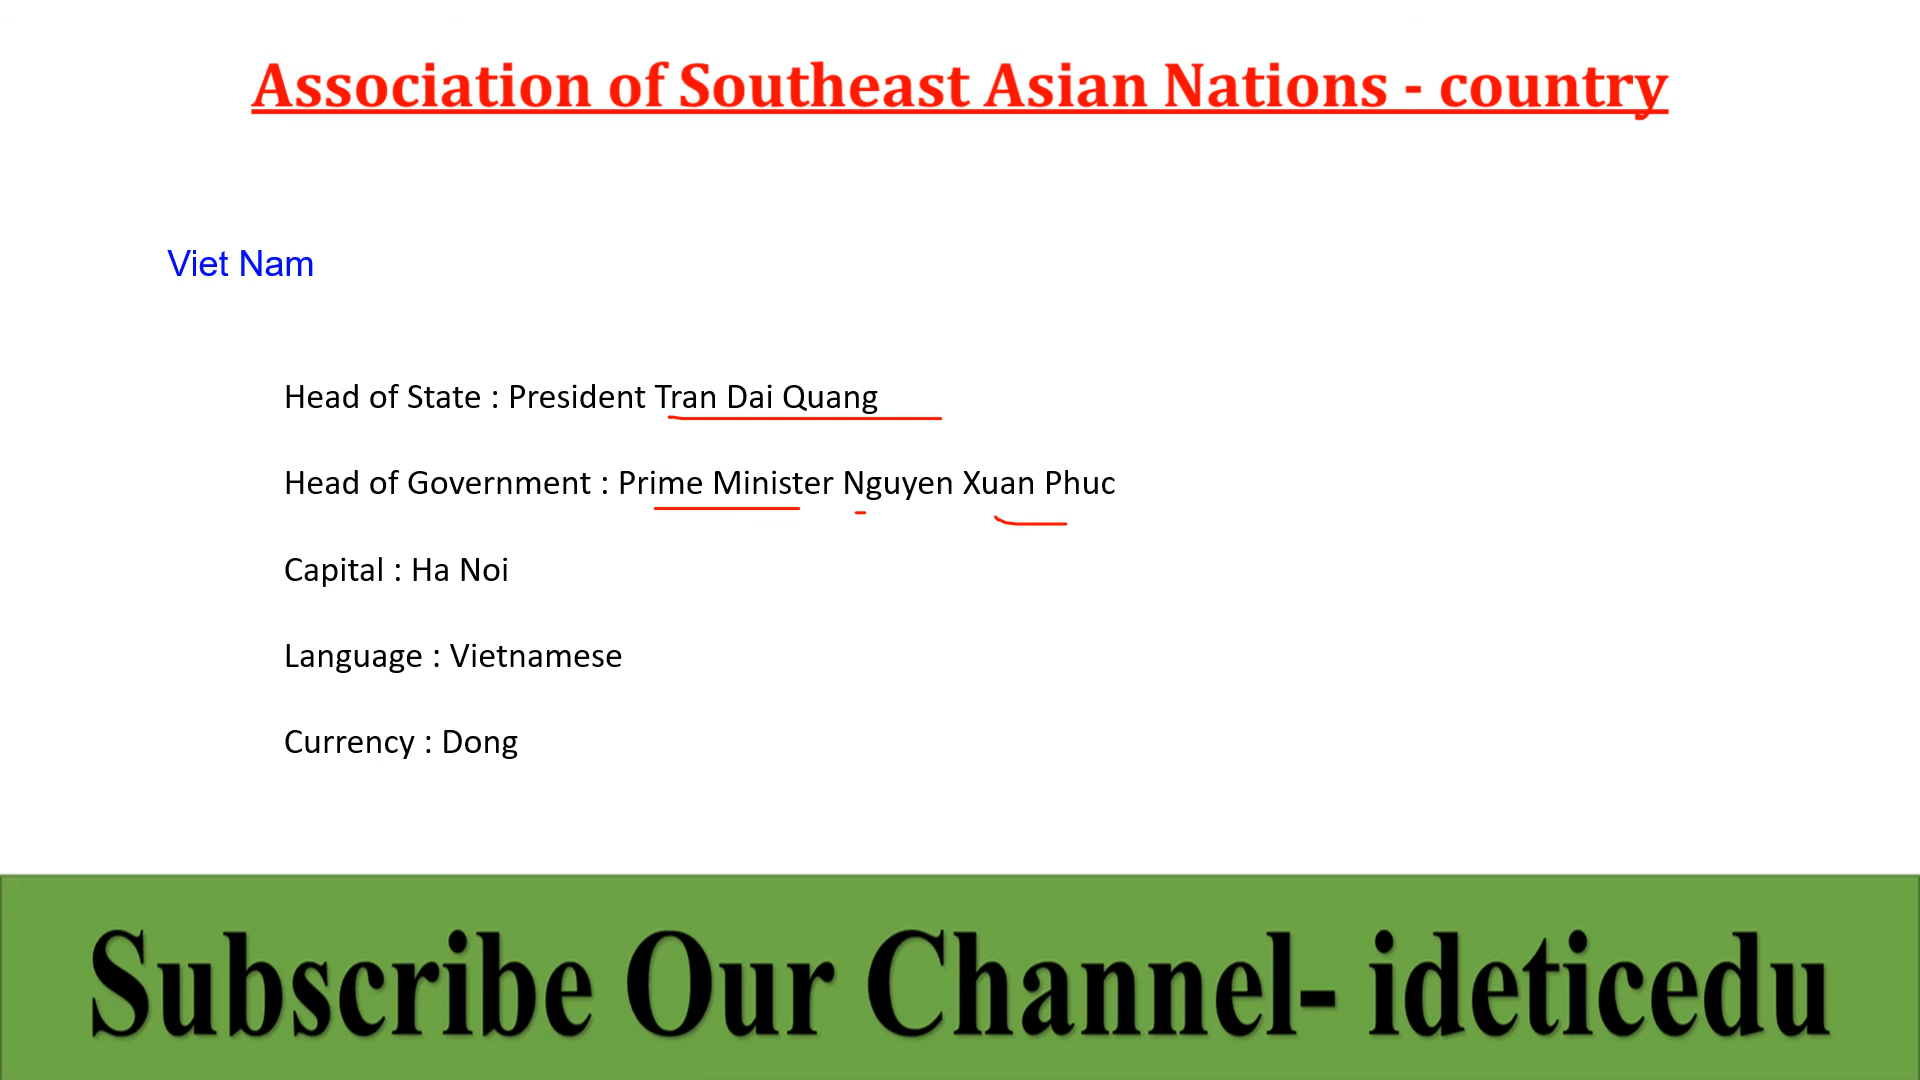 Association of Southeast Asian Nations - country
Viet Nam
Head of State : President Tran Dai Quang
Head of Government : Prime Minister Nguyen Xuan Phuc
Capital : Ha Noi
Language : Vietnamese
Currency : Dong
Subscribe Our Channel- ideticedu